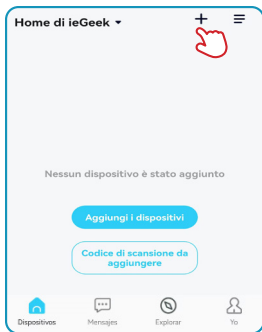 Home di ieGeek
Nessun dispositivo è stato aggiunto
Aggiungi i dispositivi
Codice di scansione da
aggiungere
Dispositivos Mensajes Explorar Yo